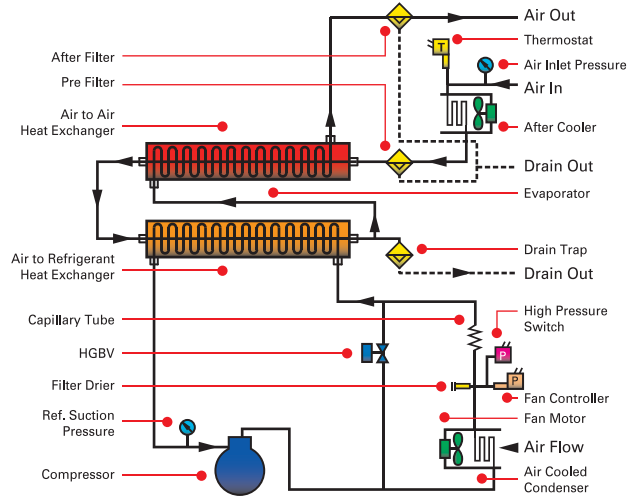 Air Out
After Filter
Thermostat
T
Pre Filter
Air Inlet Pressure
Air In
Air to Air
Heat Exchanger
After Cooler
Drain Out
Evaporator
Air to Refrigerant
Heat Exchanger
Drain Trap
Drain Out
Capillary Tube
High Pressure
Switch
HGBV
P
Filter Drier
P
Fan Controller
Ref. Suction
Pressure
Fan Motor
Air Flow
Compressor
Air Cooled
Condenser